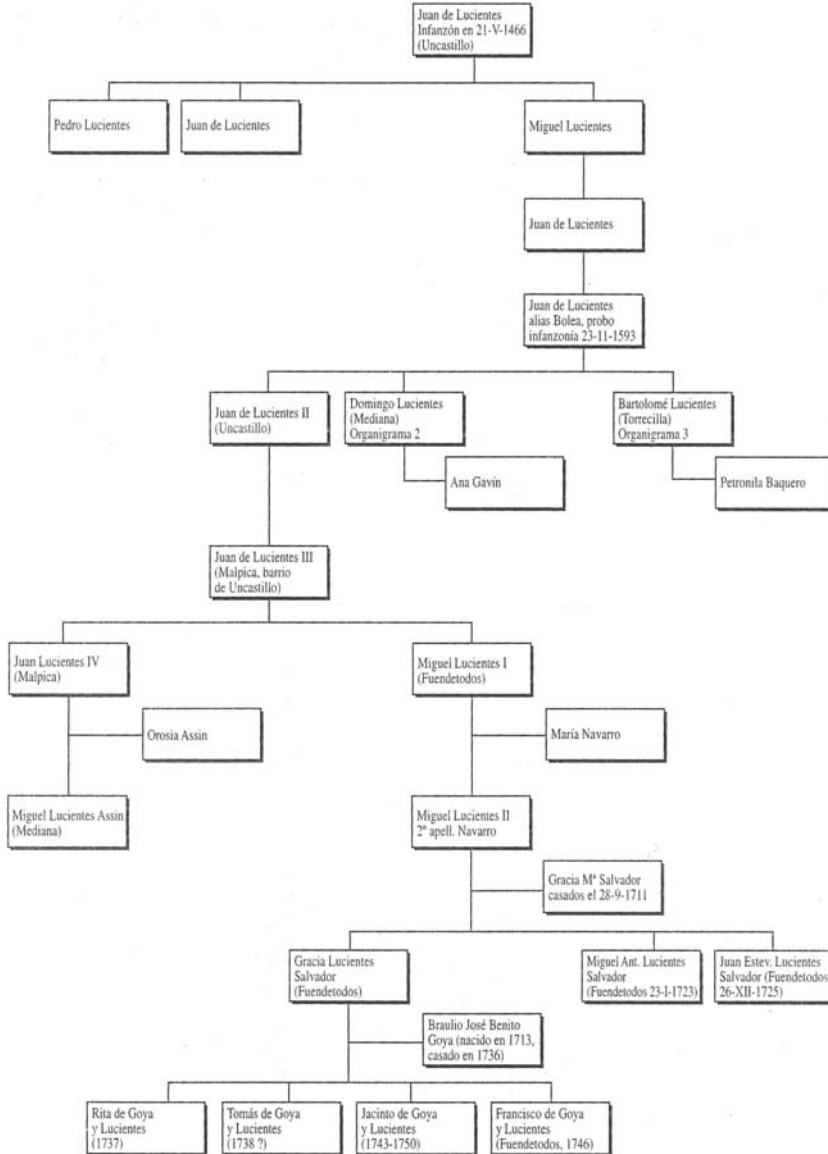 Juan de Lucientes
Infanzón en 21-V-1466
(Uncastillo)
Pedro Lucientes
Juan de Lucientes
Miguel Lucientes
Juan de Lucientes
Juan de Lucientes
alias Bolea, probo
infanzonía 23-11-1593
Juan de Lucientes II
(Uncastillo)
Domingo Lucientes
(Mediana)
Organigrama 2
Bartolomé Lucientes
(Torrecilla)
Organigrama 3
Ana Gavín
Petronila Baquero
Juan de Lucientes III
(Malpica, barrio
de Uncastillo)
Juan Lucientes IV
(Malpica)
Miguel Lucientes I
(Fuendetodos)
Orosia Assin
María Navarro
Miguel Lucientes Assin
(Mediana)
Miguel Lucientes II
2º apell. Navarro
Gracia Mª Salvador
casados el 28-9-1711
Gracia Lucientes
Salvador
(Fuendetodos)
Miguel Ant. Lucientes
Salvador
(Fuendetodos 23-I-1723)
Juan Estev. Lucientes
Salvador (Fuendetodos
26-XII-1725)
Braulio José Benito
Goya (nacido en 1713,
casado en 1736)
Rita de Goya
y Lucientes
(1737)
Tomás de Goya
y Lucientes
(1738 ?)
Jacinto de Goya
y Lucientes
(1743-1750)
Francisco de Goya
y Lucientes
(Fuendetodos, 1746)